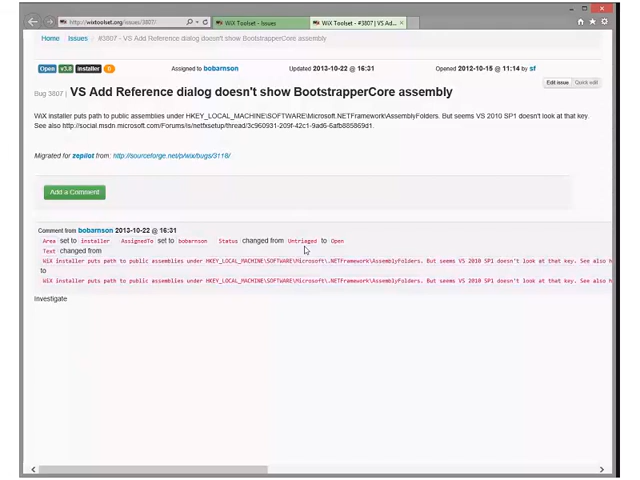 http://wixtoolset.org/issues/3807/
WiX Toolset - Issues
WiX Toolset - #3807 | VS Ad...
Home / Issues / #3807 - VS Add Reference dialog doesn't show BootstrapperCore assembly
Open v3.8 installer 0 Assigned to bobarnson Updated 2013-10-22 @ 16:31 Opened 2012-10-15 @ 11:14 by sf
Edit issue Quick edit
Bug 3807 | VS Add Reference dialog doesn't show BootstrapperCore assembly
WiX installer puts path to public assemblies under HKEY_LOCAL_MACHINE\SOFTWARE\Microsoft\.NETFramework\AssemblyFolders. But seems VS 2010 SP1 doesn't look at that key.
See also http://social.msdn.microsoft.com/Forums/is/netfxsetup/thread/3c960931-209f-42c1-9ad6-6afb885869d1.
Migrated for zepilot from: http://sourceforge.net/p/wix/bugs/3118/
Add a Comment
Comment from bobarnson 2013-10-22 @ 16:31
Area set to installer AssignedTo set to bobarnson Status changed from Untriaged to Open
Text changed from
WiX installer puts path to public assemblies under HKEY_LOCAL_MACHINE\SOFTWARE\Microsoft\.NETFramework\AssemblyFolders. But seems VS 2010 SP1 doesn't look at that key. See also h
to
WiX installer puts path to public assemblies under HKEY_LOCAL_MACHINE\SOFTWARE\Microsoft\.NETFramework\AssemblyFolders. But seems VS 2010 SP1 doesn't look at that key. See also h
Investigate